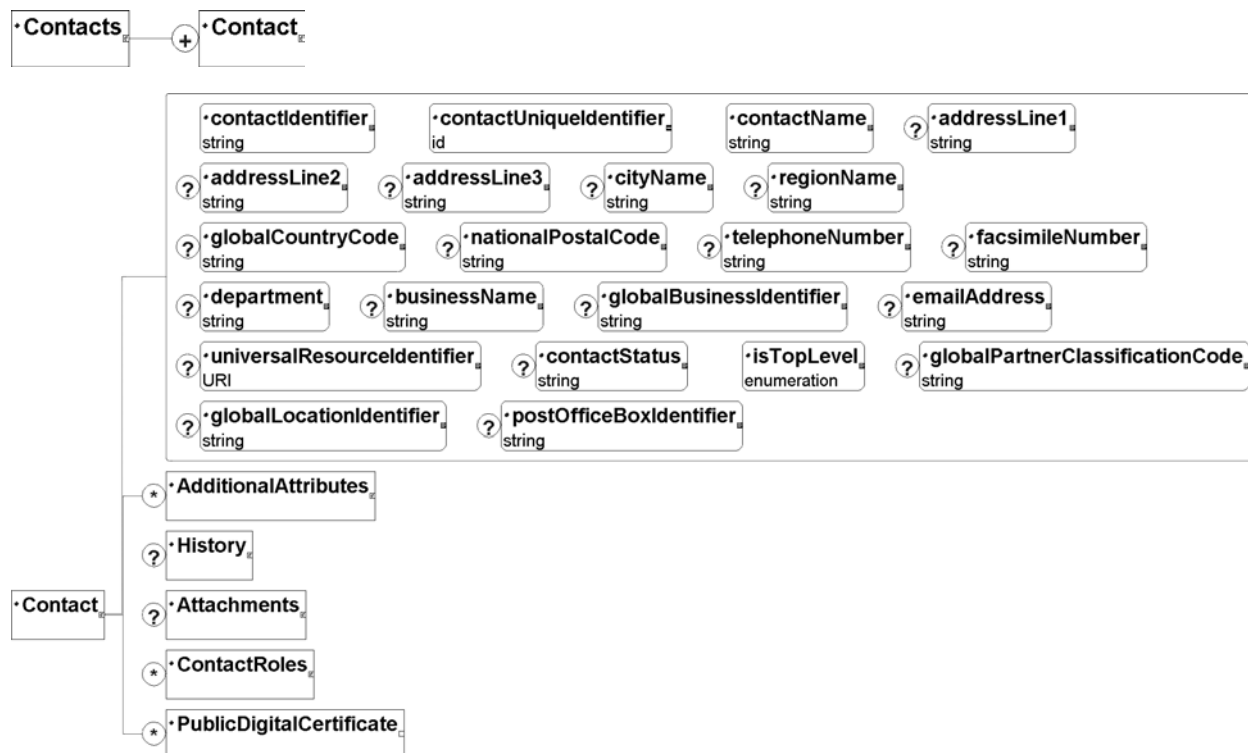 Contacts + Contact
contactIdentifier contactUniqueIdentifier contactName ? addressLine1
string id string string
? addressLine2 ? addressLine3 ? cityName ? regionName
string string string string
? globalCountryCode ? nationalPostalCode ? telephoneNumber ? facsimileNumber
string string string string
? department ? businessName ? globalBusinessIdentifier ? emailAddress
string string string string
? universalResourceIdentifier ? contactStatus isTopLevel ? globalPartnerClassificationCode
URI string enumeration string
? globalLocationIdentifier ? postOfficeBoxIdentifier
string string
* AdditionalAttributes
? History
Contact ? Attachments
* ContactRoles
* PublicDigitalCertificate